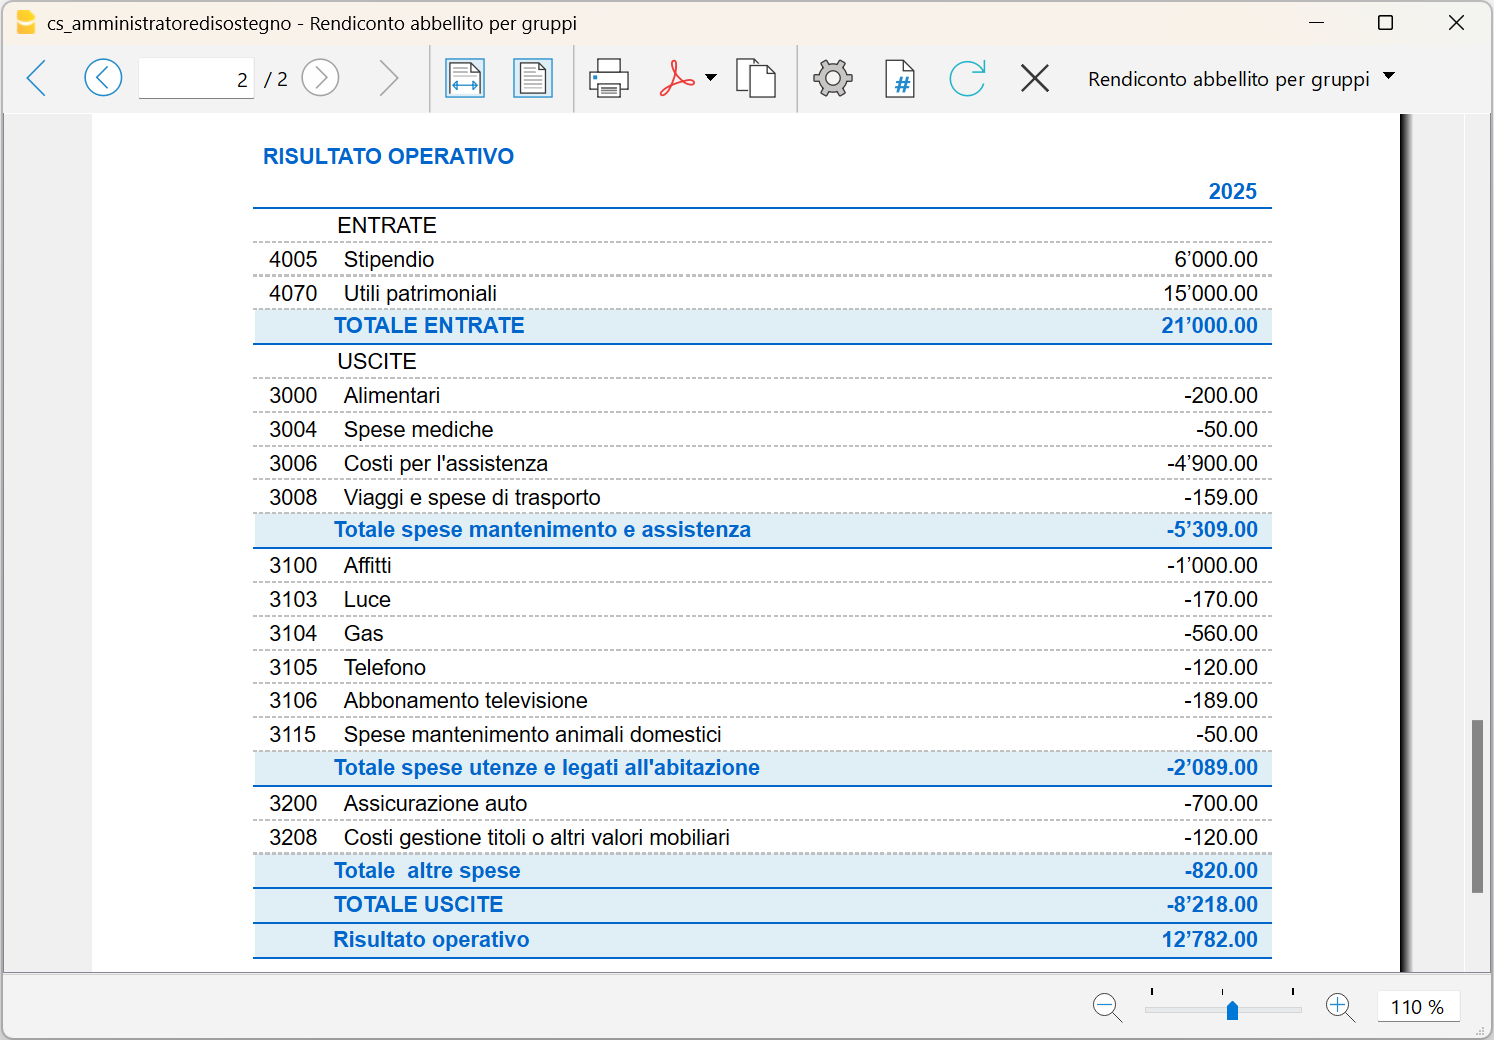 cs_amministratoredisostegno - Rendiconto abbellito per gruppi
2 / 2 # Rendiconto abbellito per gruppi
RISULTATO OPERATIVO
2025
ENTRATE
4005 Stipendio 6’000.00
4070 Utili patrimoniali 15’000.00
TOTALE ENTRATE 21’000.00
USCITE
3000 Alimentari -200.00
3004 Spese mediche -50.00
3006 Costi per l'assistenza -4’900.00
3008 Viaggi e spese di trasporto -159.00
Totale spese mantenimento e assistenza -5’309.00
3100 Affitti -1’000.00
3103 Luce -170.00
3104 Gas -560.00
3105 Telefono -120.00
3106 Abbonamento televisione -189.00
3115 Spese mantenimento animali domestici -50.00
Totale spese utenze e legati all'abitazione -2’089.00
3200 Assicurazione auto -700.00
3208 Costi gestione titoli o altri valori mobiliari -120.00
Totale  altre spese -820.00
TOTALE USCITE -8’218.00
Risultato operativo 12’782.00
110 %